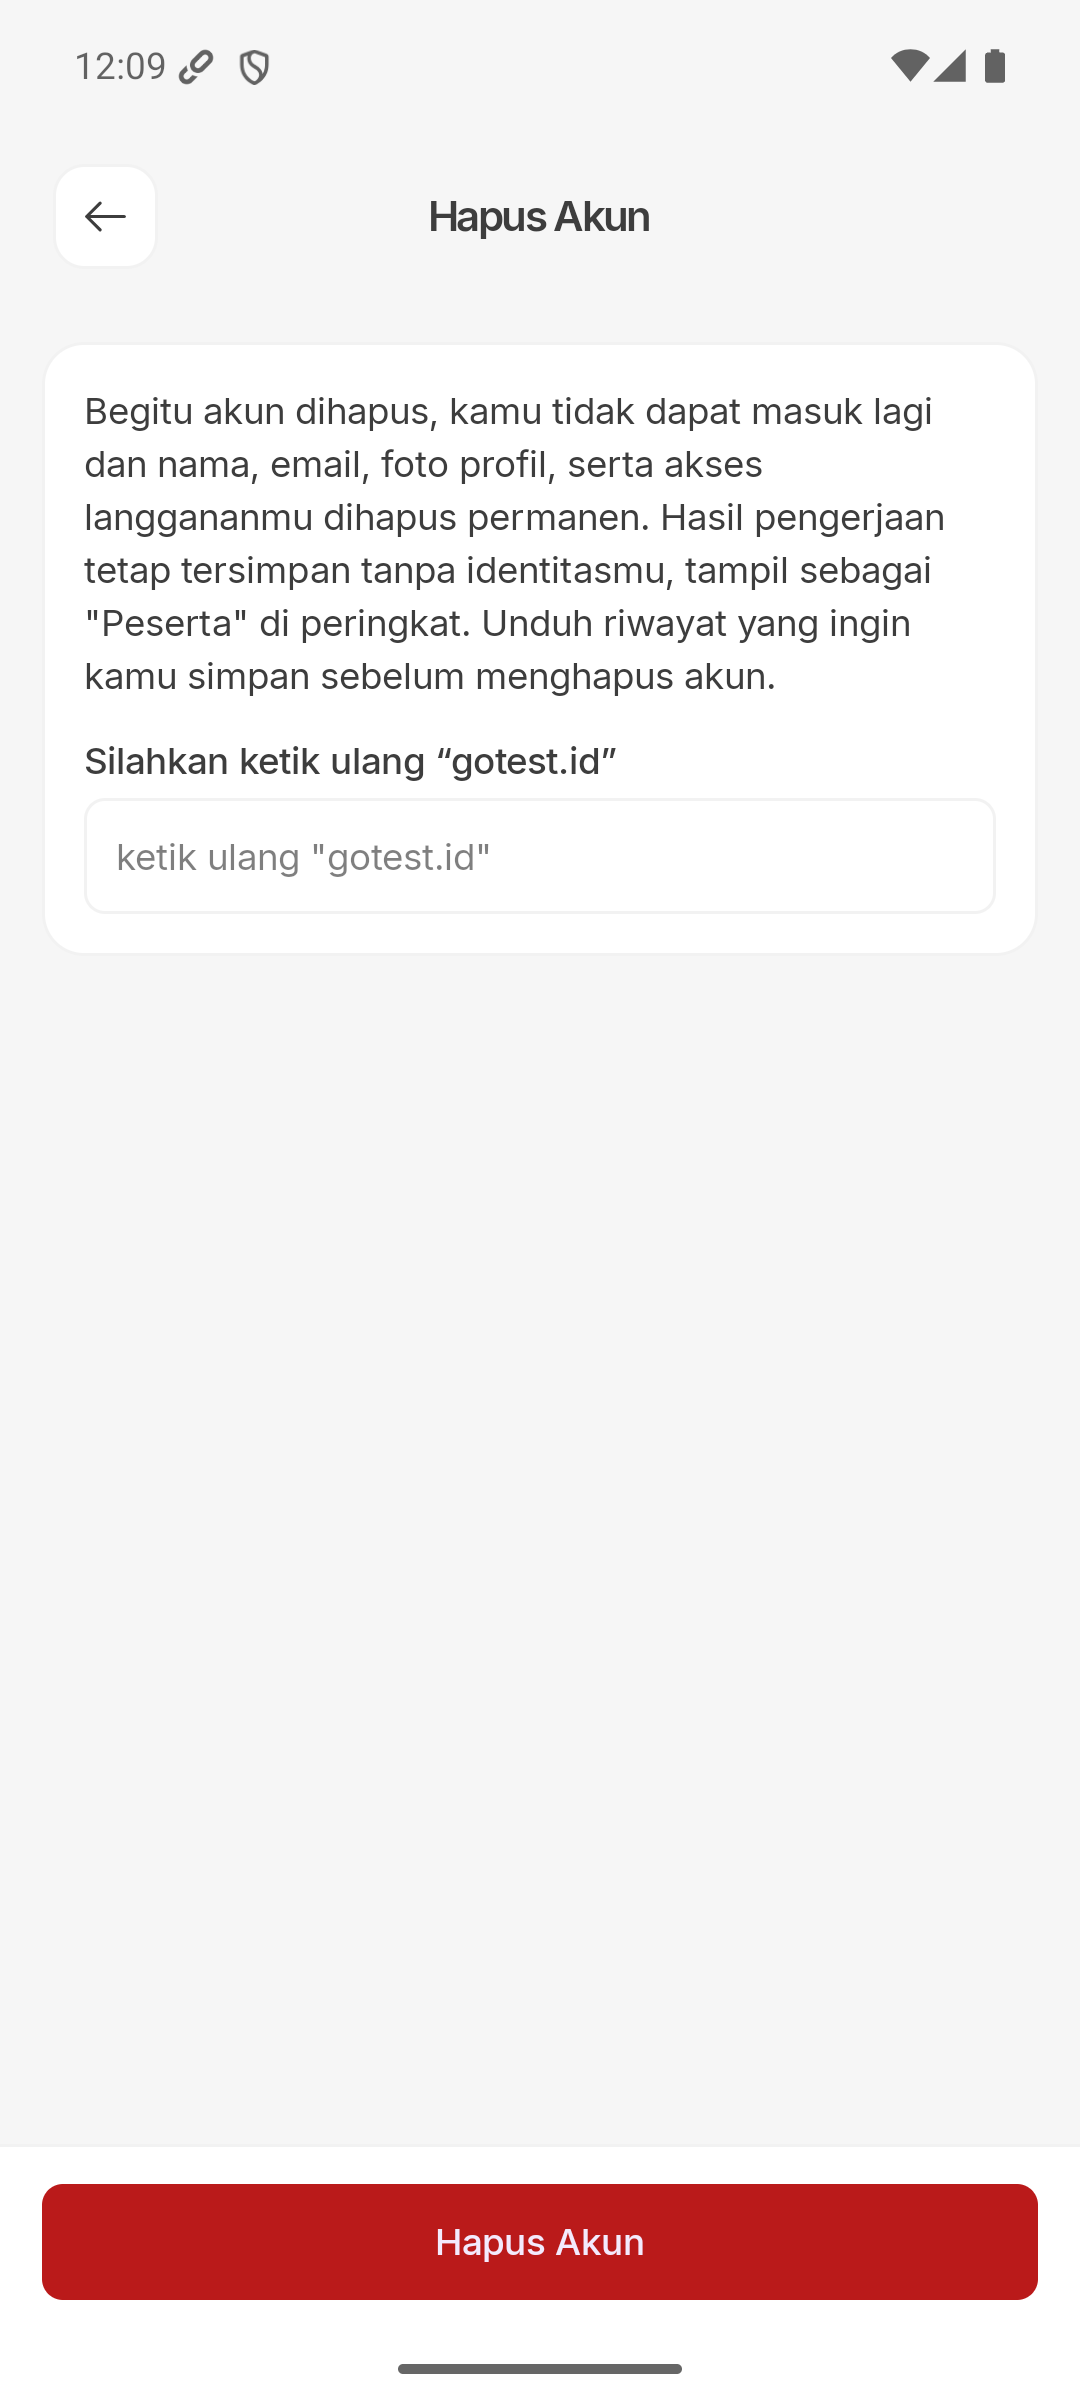 12:09
Hapus Akun
Begitu akun dihapus, kamu tidak dapat masuk lagi
dan nama, email, foto profil, serta akses
langgananmu dihapus permanen. Hasil pengerjaan
tetap tersimpan tanpa identitasmu, tampil sebagai
"Peserta" di peringkat. Unduh riwayat yang ingin
kamu simpan sebelum menghapus akun.
Silahkan ketik ulang “gotest.id”
ketik ulang "gotest.id"
Hapus Akun